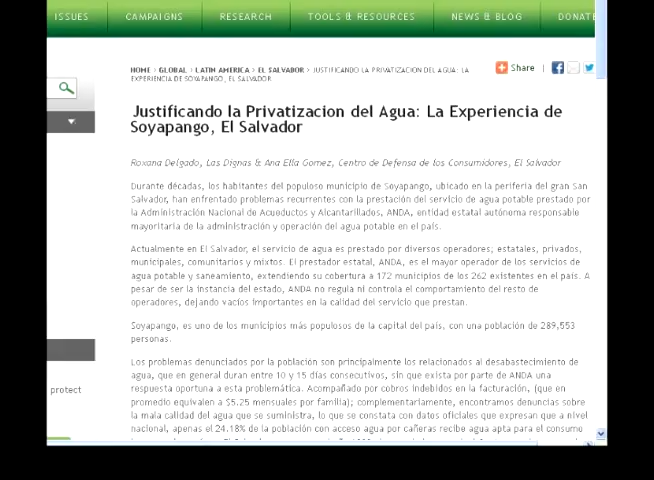 ISSUES CAMPAIGNS RESEARCH TOOLS & RESOURCES NEWS & BLOG DONATE
HOME > GLOBAL > LATIN AMERICA > EL SALVADOR > JUSTIFICANDO LA PRIVATIZACION DEL AGUA: LA
EXPERIENCIA DE SOYAPANGO, EL SALVADOR
Share
Justificando la Privatizacion del Agua: La Experiencia de
Soyapango, El Salvador
Roxana Delgado, Las Dignas & Ana Ella Gomez, Centro de Defensa de los Consumidores, El Salvador
Durante décadas, los habitantes del populoso municipio de Soyapango, ubicado en la periferia del gran San
Salvador, han enfrentado problemas recurrentes con la prestación del servicio de agua potable prestado por
la Administración Nacional de Acueductos y Alcantarillados, ANDA, entidad estatal autónoma responsable
mayoritaria de la administración y operación del agua potable en el país.
Actualmente en El Salvador, el servicio de agua es prestado por diversos operadores; estatales, privados,
municipales, comunitarios y mixtos. El prestador estatal, ANDA, es el mayor operador de los servicios de
agua potable y saneamiento, extendiendo su cobertura a 172 municipios de los 262 existentes en el país. A
pesar de ser la instancia del estado, ANDA no regula ni controla el comportamiento del resto de
operadores, dejando vacíos importantes en la calidad del servicio que prestan.
Soyapango, es uno de los municipios más populosos de la capital del país, con una población de 289,553
personas.
Los problemas denunciados por la población son principalmente los relacionados al desabastecimiento de
agua, que en general duran entre 10 y 15 días consecutivos, sin que exista por parte de ANDA una
respuesta oportuna a esta problemática. Acompañado por cobros indebidos en la facturación, (que en
promedio equivalen a $5.25 mensuales por familia); complementariamente, encontramos denuncias sobre
la mala calidad del agua que se suministra, lo que se constata con datos oficiales que expresan que a nivel
nacional, apenas el 24.18% de la población con acceso agua por cañeras recibe agua apta para el consumo
protect